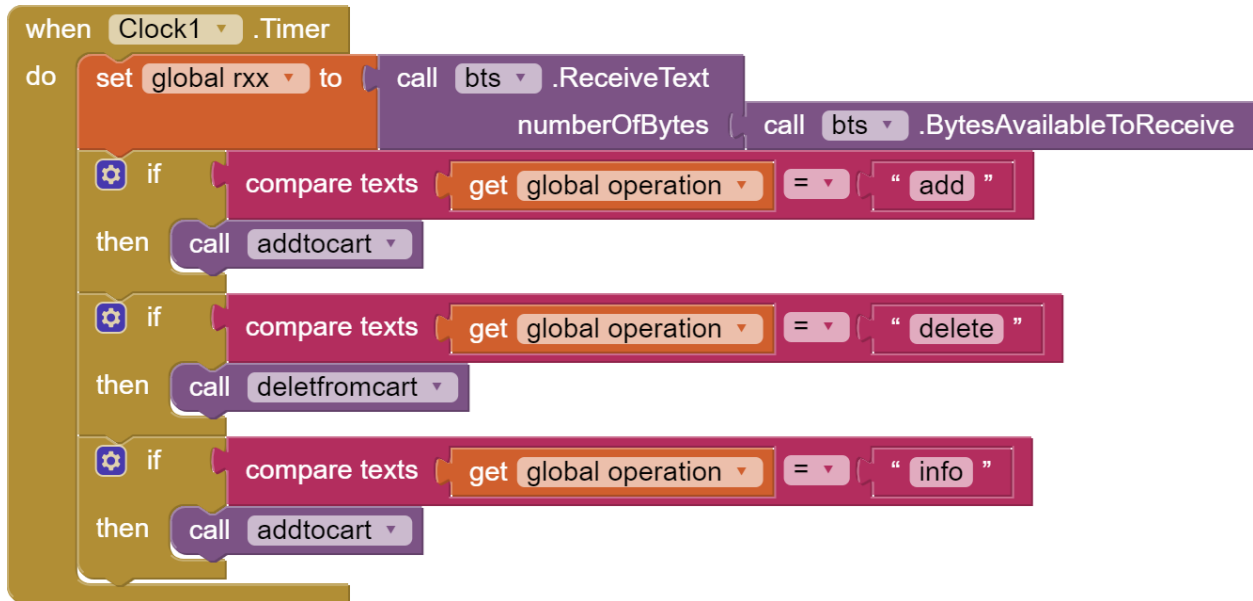 when Clock1 .Timer
do set global rxx to call bts .ReceiveText
numberOfBytes call bts .BytesAvailableToReceive
if compare texts get global operation = “ add ”
then call addtocart
if compare texts get global operation = “ delete ”
then call deletfromcart
if compare texts get global operation = “ info ”
then call addtocart